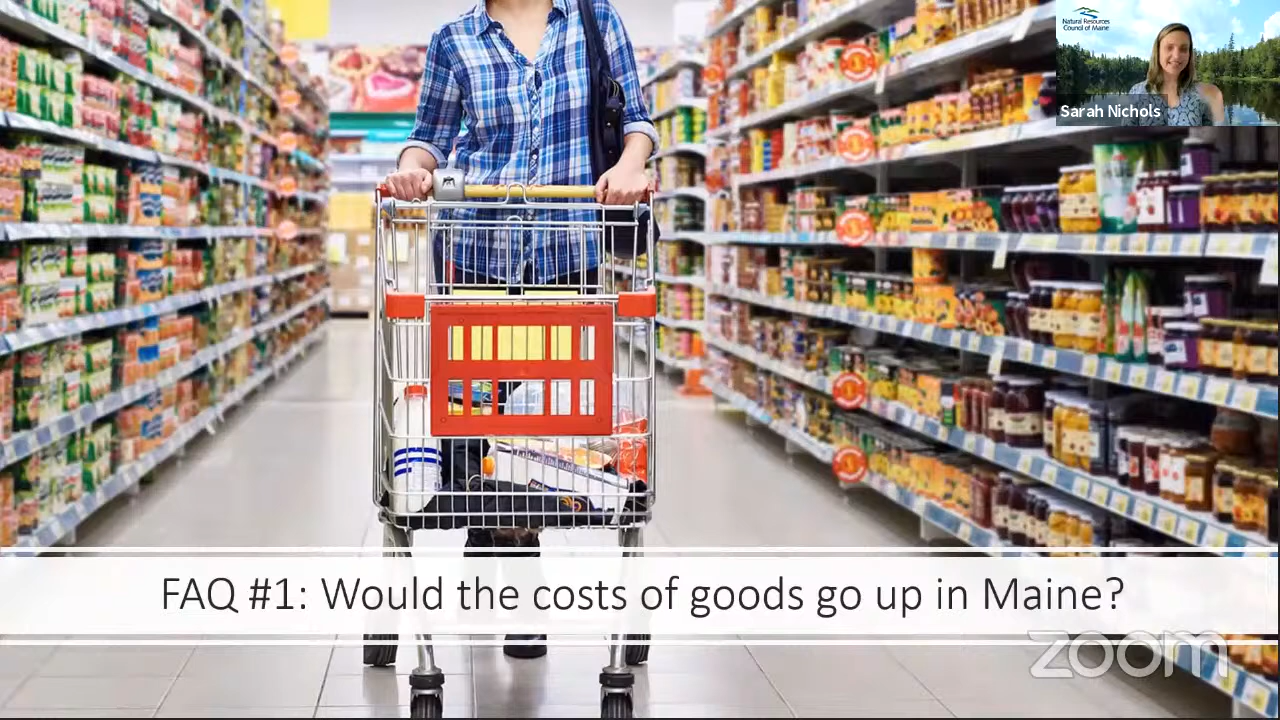 Natural Resources
Council of Maine
Sarah Nichols
FAQ #1: Would the costs of goods go up in Maine?
zoom